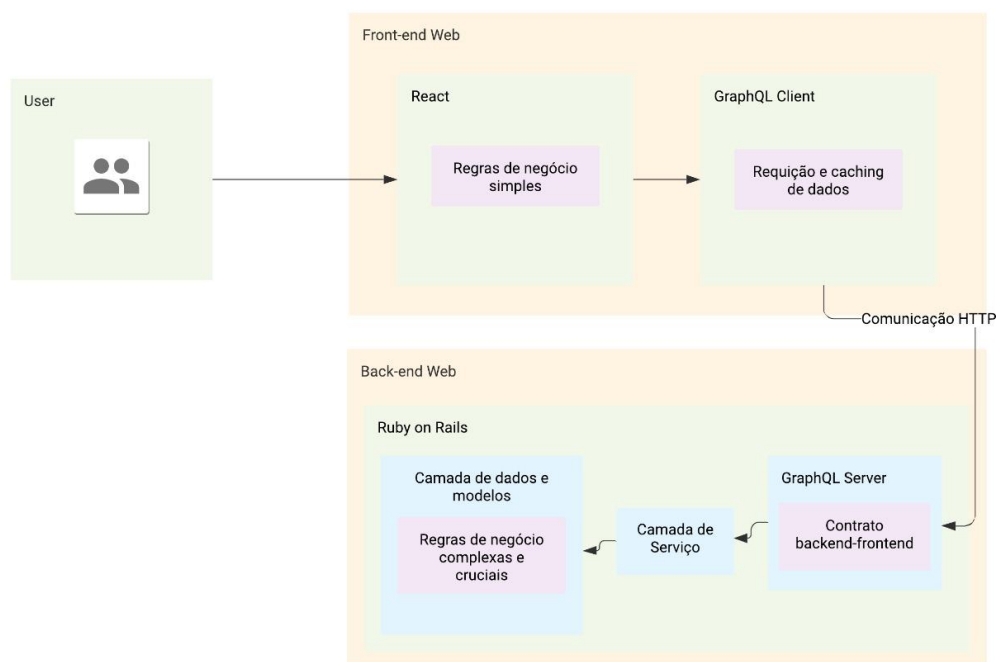 Front-end Web
User
React
GraphQL Client
Regras de negócio
simples
Requição e caching
de dados
Comunicação HTTP
Back-end Web
Ruby on Rails
Camada de dados e
modelos
Regras de negócio
complexas e
cruciais
Camada de
Serviço
GraphQL Server
Contrato
backend-frontend